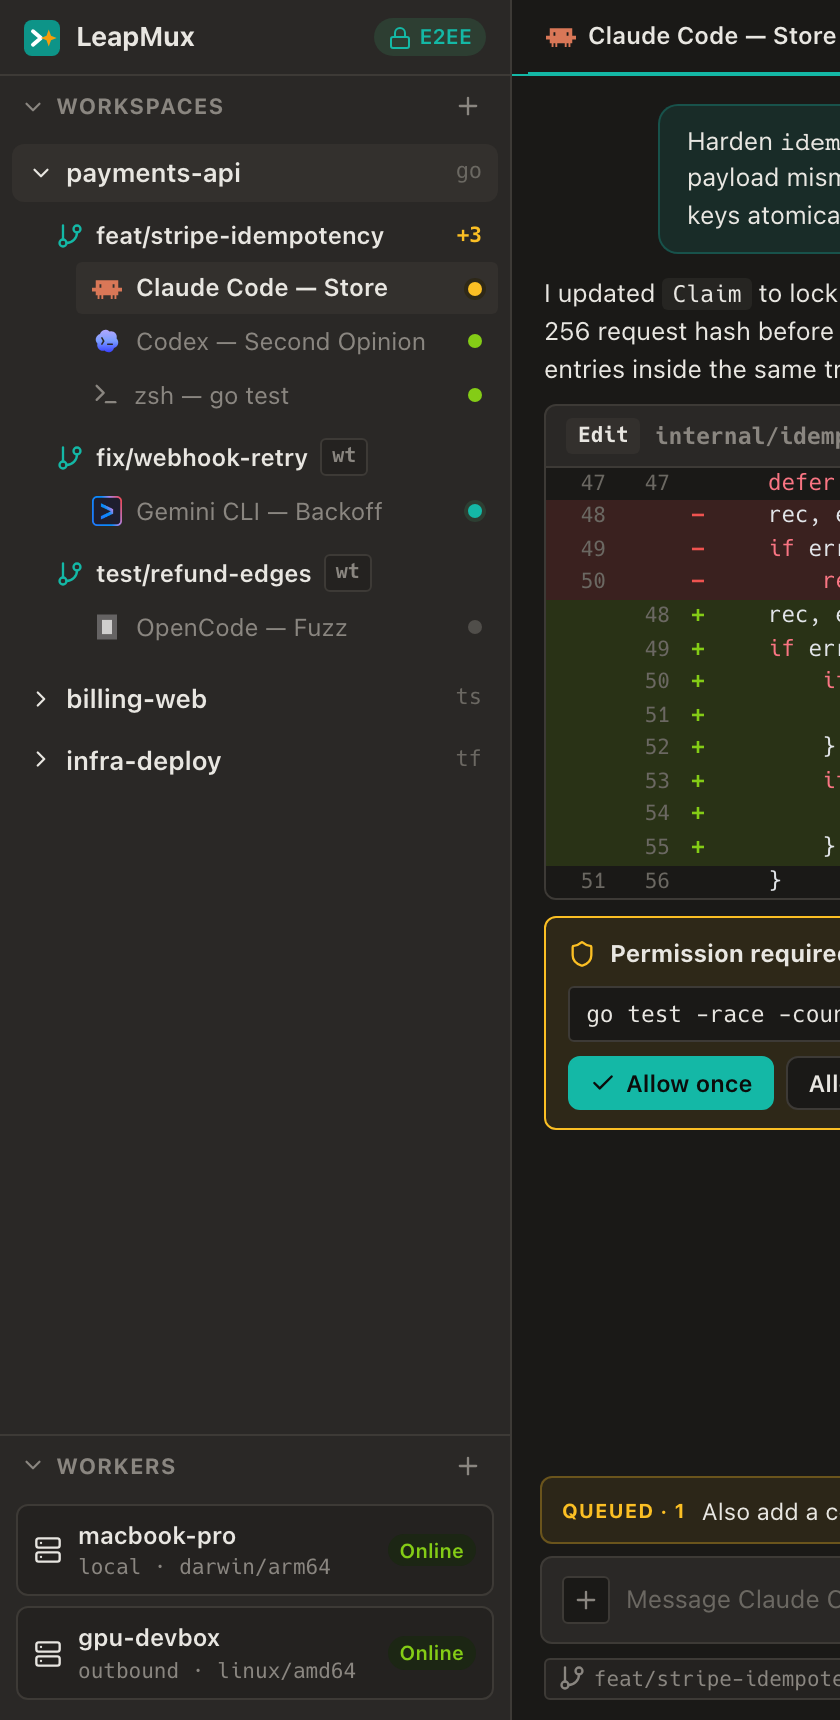 LeapMux
E2EE
WORKSPACES
payments-api
go
feat/stripe-idempotency
+3
Claude Code — Store
Codex — Second Opinion
zsh — go test
fix/webhook-retry
wt
Gemini CLI — Backoff
test/refund-edges
wt
OpenCode — Fuzz
billing-web
ts
infra-deploy
tf
WORKERS
macbook-pro
local · darwin/arm64
Online
gpu-devbox
outbound · linux/amd64
Online
Claude Code — Store
Harden idem
payload mism
keys atomica
I updated Claim to lock
256 request hash before
entries inside the same tr
Edit internal/idemp
47 47 defer
48 − rec, e
49 − if err
50 − re
48 + rec, e
49 + if err
50 + i
51 +
52 + }
53 + i
54 +
55 + }
51 56 }
Permission required
go test -race -coun
Allow once
All
QUEUED · 1 Also add a c
Message Claude C
feat/stripe-idempote